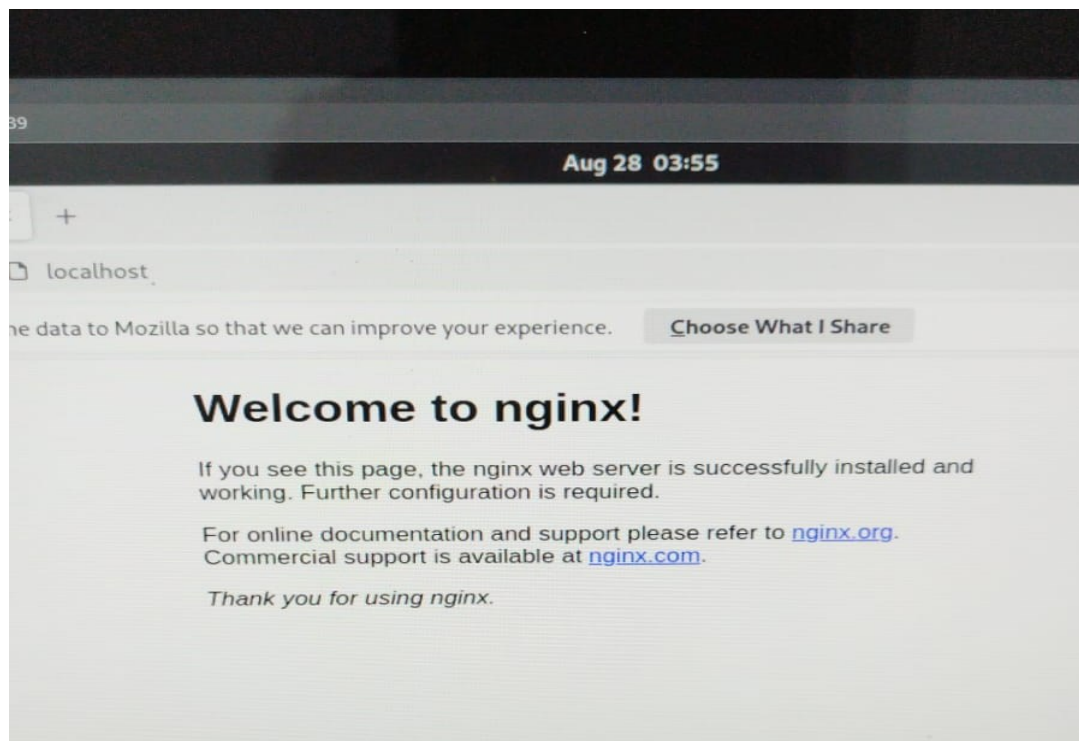 39
Aug 28 03:55
+
localhost
data to Mozilla so that we can improve your experience. Choose What I Share
Welcome to nginx!
If you see this page, the nginx web server is successfully installed and
working. Further configuration is required.
For online documentation and support please refer to nginx.org.
Commercial support is available at nginx.com.
Thank you for using nginx.